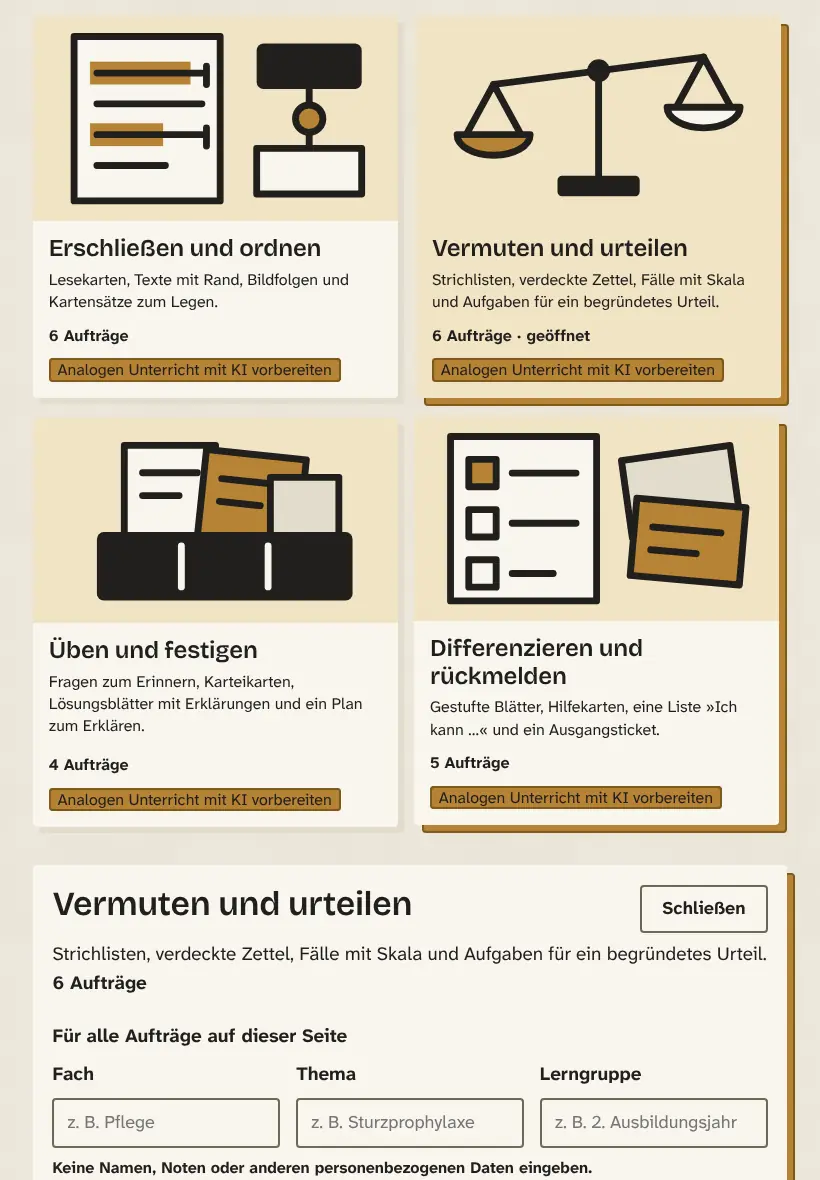 Erschließen und ordnen
Lesekarten, Texte mit Rand, Bildfolgen und
Kartensätze zum Legen.
6 Aufträge
Analogen Unterricht mit KI vorbereiten
Vermuten und urteilen
Strichlisten, verdeckte Zettel, Fälle mit Skala
und Aufgaben für ein begründetes Urteil.
6 Aufträge · geöffnet
Analogen Unterricht mit KI vorbereiten
Üben und festigen
Fragen zum Erinnern, Karteikarten,
Lösungsblätter mit Erklärungen und ein Plan
zum Erklären.
4 Aufträge
Analogen Unterricht mit KI vorbereiten
Differenzieren und
rückmelden
Gestufte Blätter, Hilfekarten, eine Liste »Ich
kann …« und ein Ausgangsticket.
5 Aufträge
Analogen Unterricht mit KI vorbereiten
Vermuten und urteilen
Schließen
Strichlisten, verdeckte Zettel, Fälle mit Skala und Aufgaben für ein begründetes Urteil.
6 Aufträge
Für alle Aufträge auf dieser Seite
Fach
Thema
Lerngruppe
z. B. Pflege
z. B. Sturzprophylaxe
z. B. 2. Ausbildungsjahr
Keine Namen, Noten oder anderen personenbezogenen Daten eingeben.